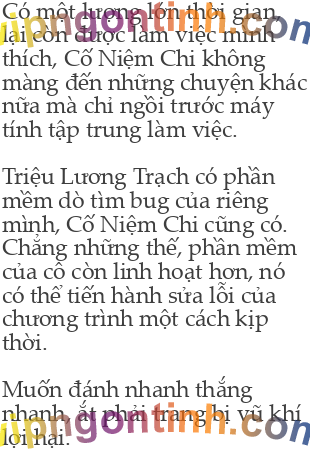 Có một lượng lớn thời gian,
lại còn được làm việc mình
thích, Cố Niệm Chi không
màng đến những chuyện khác
nữa mà chỉ ngồi trước máy
tính tập trung làm việc.
Triệu Lương Trạch có phần
mềm dò tìm bug của riêng
mình, Cố Niệm Chi cũng có.
Chẳng những thế, phần mềm
của cô còn linh hoạt hơn, nó
có thể tiến hành sửa lỗi của
chương trình một cách kịp
thời.
Muốn đánh nhanh thắng
nhanh, ắt phải trang bị vũ khí
lợi hại.
vipngontinh.com
vipngontinh.com